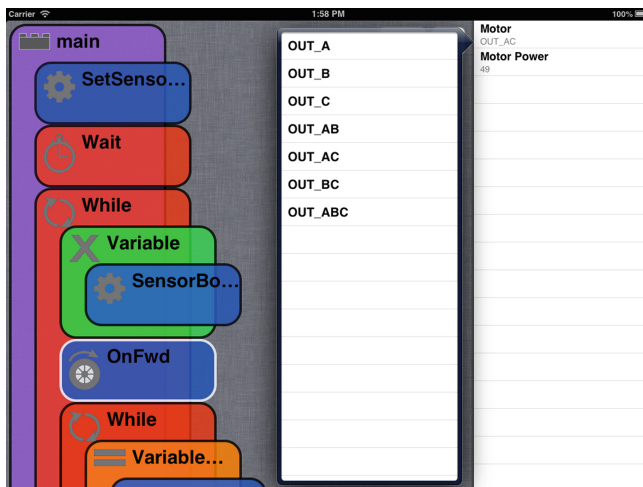 Carrier
1:58 PM
100%
main
SetSenso...
Wait
While
Variable
SensorBo...
OnFwd
While
Variable...
OUT_A
OUT_B
OUT_C
OUT_AB
OUT_AC
OUT_BC
OUT_ABC
Motor
OUT_AC
Motor Power
49